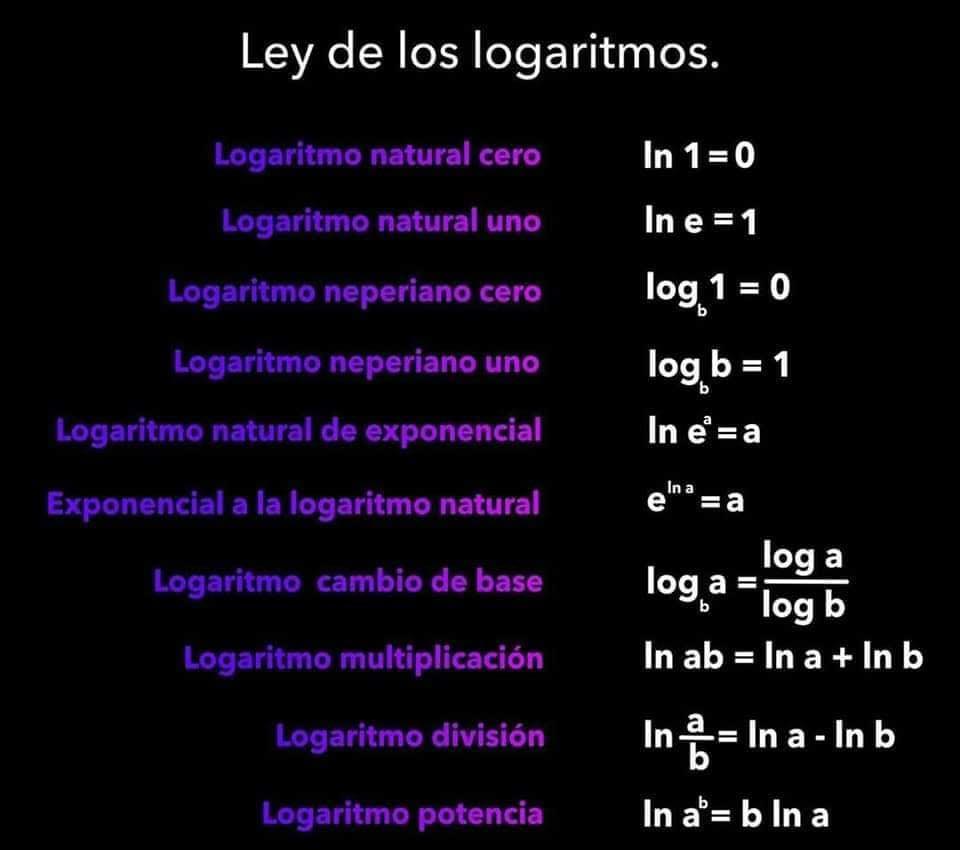 Ley de los logaritmos.
Logaritmo natural cero ln 1 = 0
Logaritmo natural uno ln e = 1
Logaritmo neperiano cero log_b 1 = 0
Logaritmo neperiano uno log_b b = 1
Logaritmo natural de exponencial ln e^a = a
Exponencial a la logaritmo natural e^(ln a) = a
Logaritmo cambio de base log_b a = log a / log b
Logaritmo multiplicación ln ab = ln a + ln b
Logaritmo división ln a/b = ln a - ln b
Logaritmo potencia ln a^b = b ln a